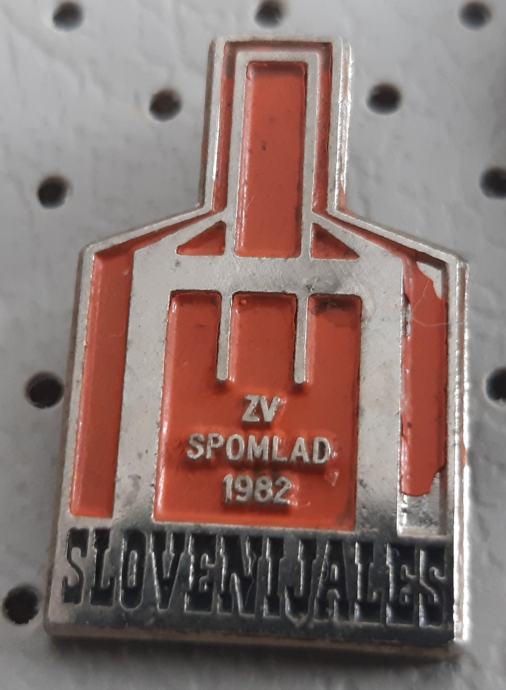 ZV
SPOMLAD
1982
SLOVENIJALES